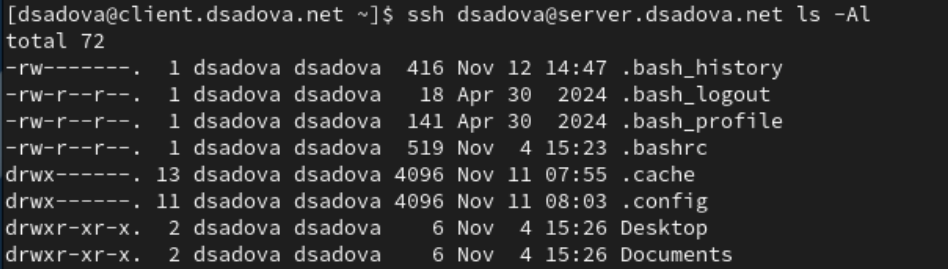 [dsadova@client.dsadova.net ~]$ ssh dsadova@server.dsadova.net ls -Al
total 72
-rw-------.  1 dsadova dsadova  416 Nov 12 14:47 .bash_history
-rw-r--r--.  1 dsadova dsadova   18 Apr 30  2024 .bash_logout
-rw-r--r--.  1 dsadova dsadova  141 Apr 30  2024 .bash_profile
-rw-r--r--.  1 dsadova dsadova  519 Nov  4 15:23 .bashrc
drwx------. 13 dsadova dsadova 4096 Nov 11 07:55 .cache
drwx------. 11 dsadova dsadova 4096 Nov 11 08:03 .config
drwxr-xr-x.  2 dsadova dsadova    6 Nov  4 15:26 Desktop
drwxr-xr-x.  2 dsadova dsadova    6 Nov  4 15:26 Documents